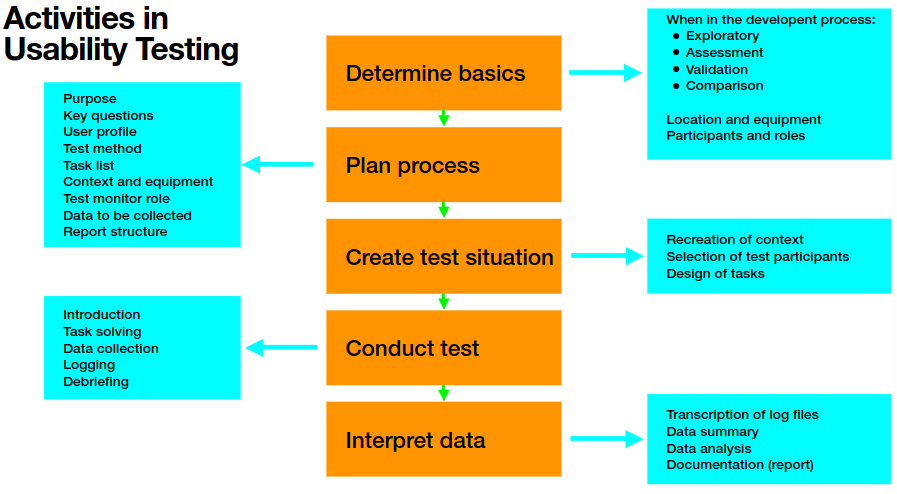 Activities in
Usability Testing
Determine basics
When in the developent process:
● Exploratory
● Assessment
● Validation
● Comparison
Location and equipment
Participants and roles
Plan process
Purpose
Key questions
User profile
Test method
Task list
Context and equipment
Test monitor role
Data to be collected
Report structure
Create test situation
Recreation of context
Selection of test participants
Design of tasks
Conduct test
Introduction
Task solving
Data collection
Logging
Debriefing
Interpret data
Transcription of log files
Data summary
Data analysis
Documentation (report)